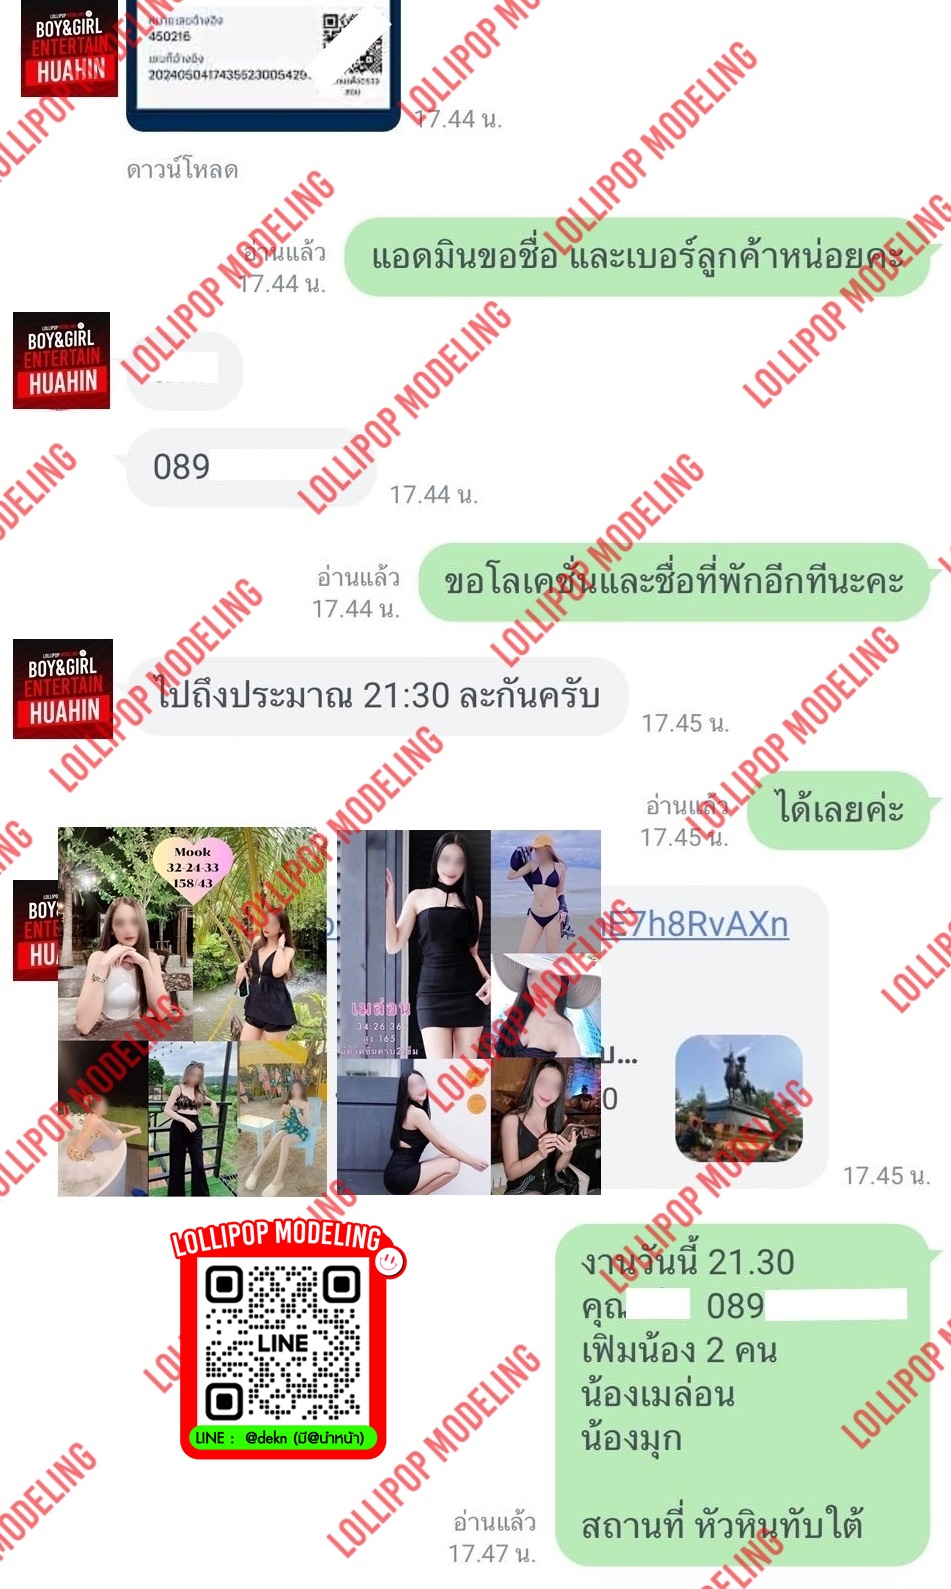 BOY&GIRL
ENTERTAIN
HUAHIN
หมายเลขอ้างอิง
450216
เลขที่อ้างอิง
17.44 น.
ดาวน์โหลด
แอดมินขอชื่อ และเบอร์ลูกค้าหน่อยคะ
อ่านแล้ว
17.44 น.
LOLLIPOP MODELING
BOY&GIRL
ENTERTAIN
HUAHIN
089
17.44 น.
ขอโลเคชั่นและชื่อที่พักอีกทีนะคะ
อ่านแล้ว
17.44 น.
LOLLIPOP MODELING
BOY&GIRL
ENTERTAIN
HUAHIN
ไปถึงประมาณ 21:30 ละกันครับ
17.45 น.
ได้เลยค่ะ
อ่านแล้ว
17.45 น.
Mook
32-24-33
158/43
E7h8RvAXn
เมล่อน
34.26.36
สูง 165
17.45 น.
LOLLIPOP MODELING
LINE
LINE : @dekn (มี@นำหน้า)
งานวันนี้ 21.30
คุณ 089
เฟิมน้อง 2 คน
น้องเมล่อน
น้องมุก
สถานที่ หัวหินทับใต้
อ่านแล้ว
17.47 น.
LOLLIPOP MODELING